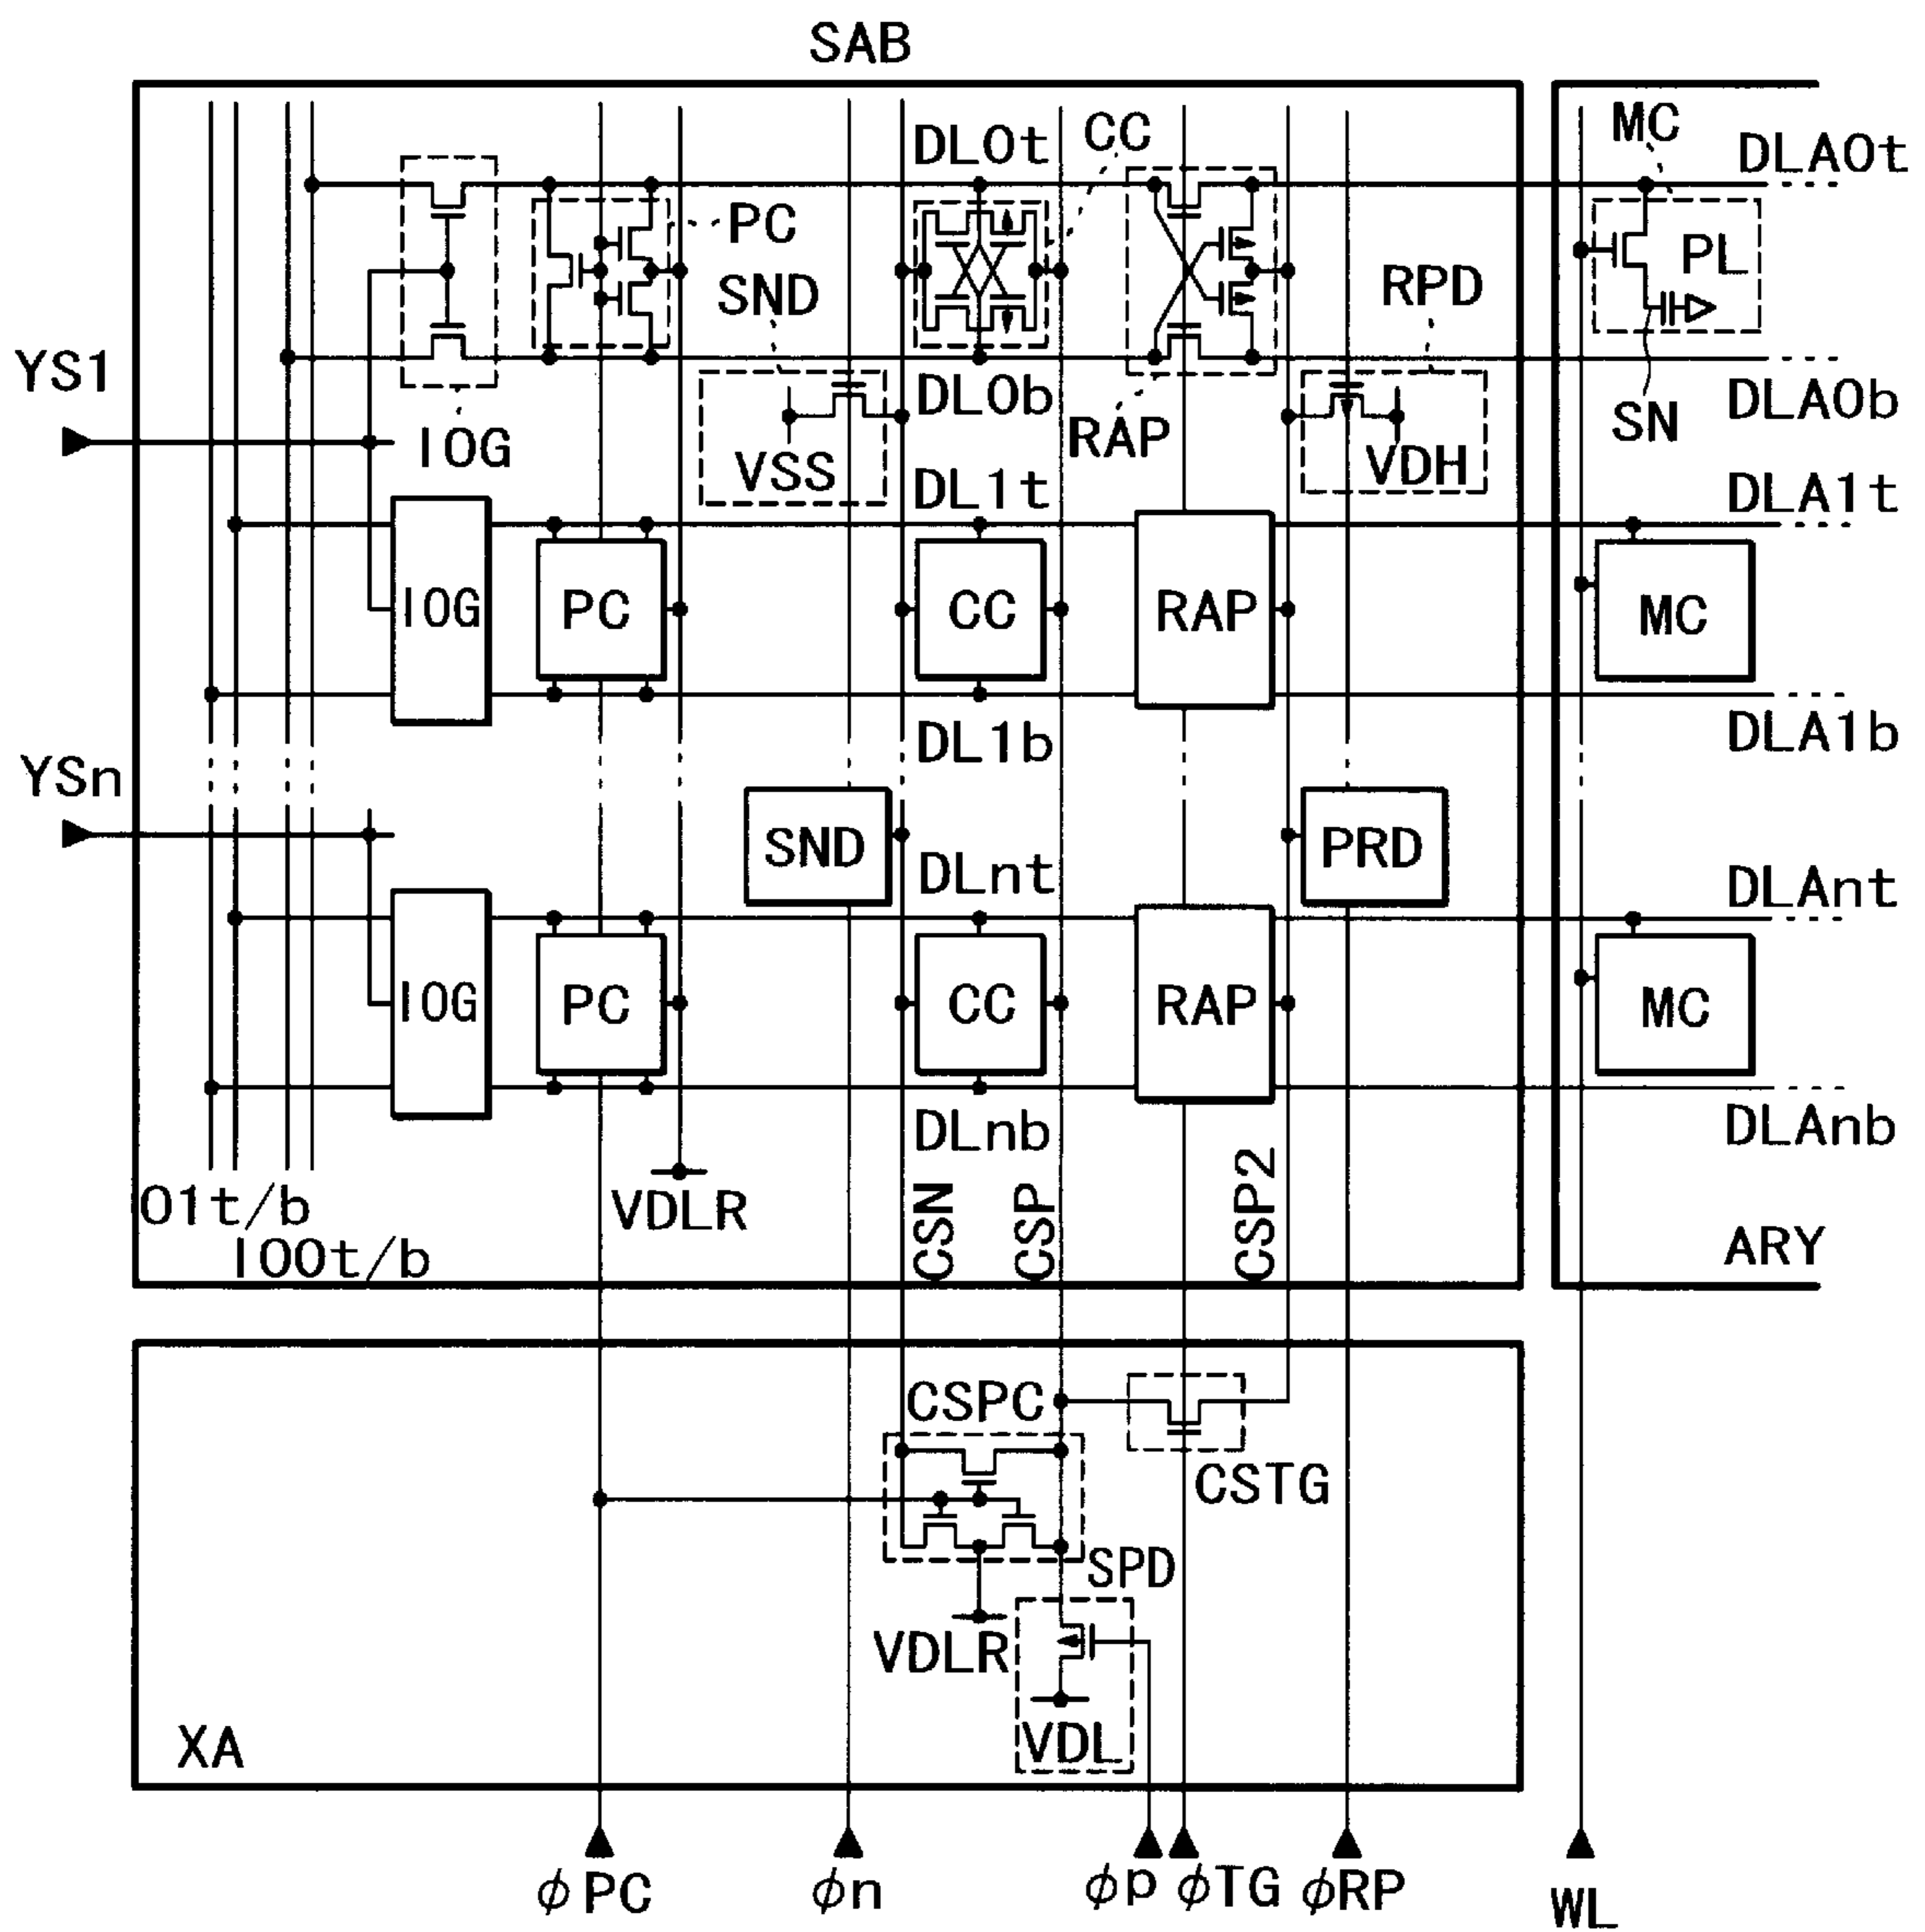 SAB
MC
DL0t
CC
DLA0t
PC
SND
RPD
PL
YS1
DL0b
DLA0b
IOG
RAP
SN
VSS
VDH
DL1t
DLA1t
IOG
PC
CC
RAP
MC
DL1b
DLA1b
YSn
SND
PRD
DLnt
DLAnt
IOG
PC
CC
RAP
MC
DLnb
DLAnb
O1t/b
VDLR
CSN
CSP
CSP2
IO0t/b
ARY
CSPC
CSTG
SPD
VDLR
VDL
XA
φPC
φn
φp
φTG
φRP
WL